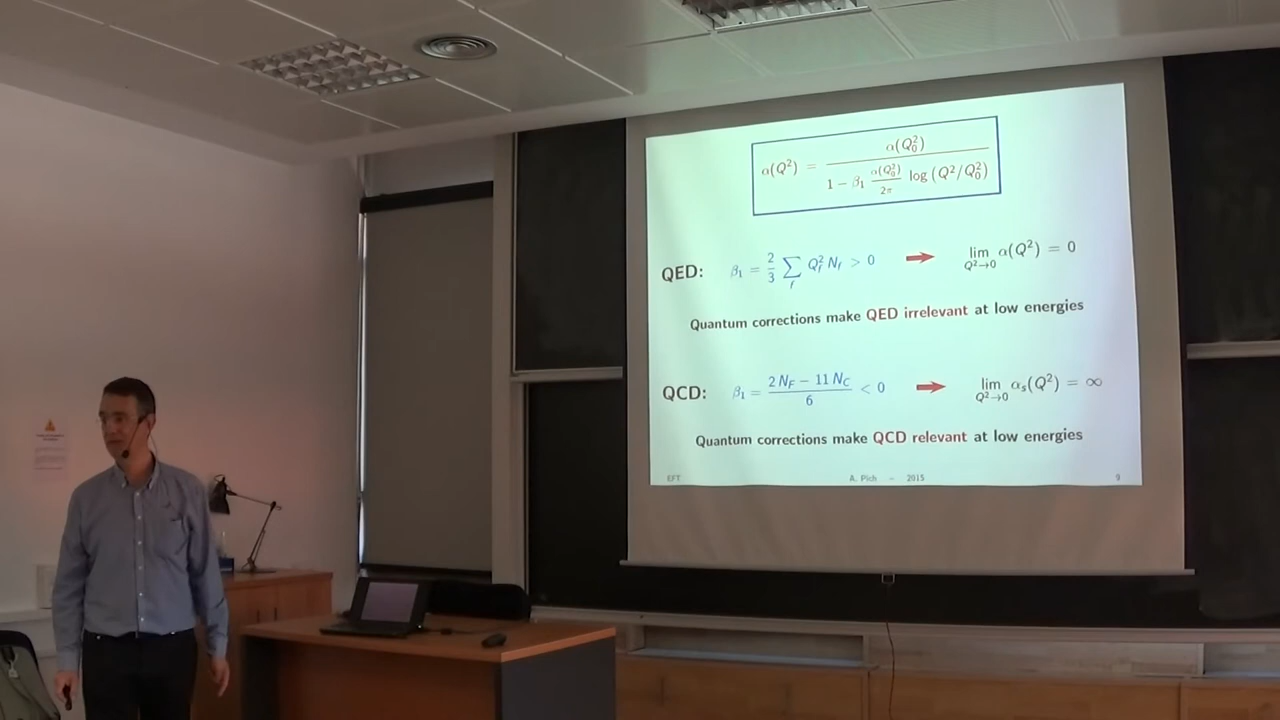 α(Q²) = α(Q₀²) / (1 − β₁ (α(Q₀²)/2π) log (Q²/Q₀²))
QED: β₁ = 2/3 ∑_f Q_f² N_f > 0 ➡ lim_{Q²→0} α(Q²) = 0
Quantum corrections make QED irrelevant at low energies
QCD: β₁ = (2 N_F − 11 N_C)/6 < 0 ➡ lim_{Q²→0} α_s(Q²) = ∞
Quantum corrections make QCD relevant at low energies
EFT A. Pich – 2015 9